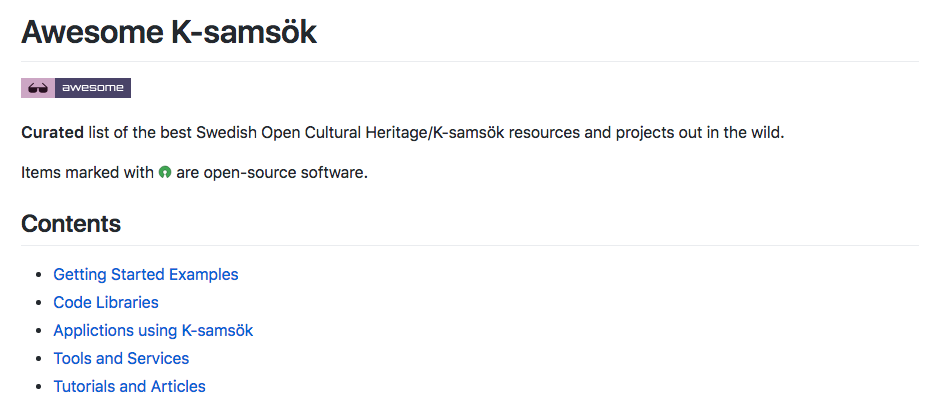 Awesome K-samsök
awesome
Curated list of the best Swedish Open Cultural Heritage/K-samsök resources and projects out in the wild.
Items marked with are open-source software.
Contents
Getting Started Examples
Code Libraries
Applictions using K-samsök
Tools and Services
Tutorials and Articles